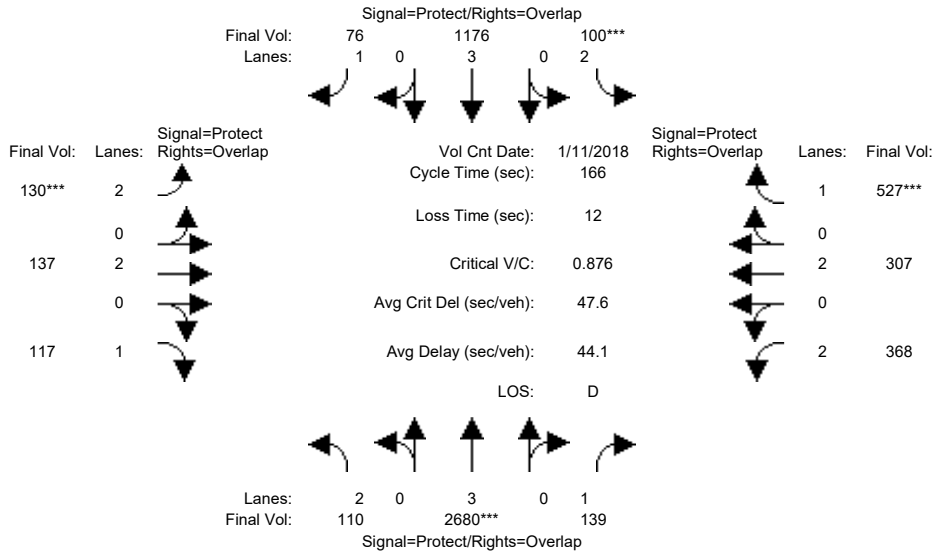 Signal=Protect/Rights=Overlap
Final Vol: 76 1176 100***
Lanes: 1 0 3 0 2
Signal=Protect Signal=Protect
Final Vol: Lanes: Rights=Overlap Vol Cnt Date: 1/11/2018 Rights=Overlap Lanes: Final Vol:
Cycle Time (sec): 166
130*** 2 1 527***
Loss Time (sec): 12
0 0
137 2 Critical V/C: 0.876 2 307
0 Avg Crit Del (sec/veh): 47.6 0
117 1 Avg Delay (sec/veh): 44.1 2 368
LOS: D
Lanes: 2 0 3 0 1
Final Vol: 110 2680*** 139
Signal=Protect/Rights=Overlap